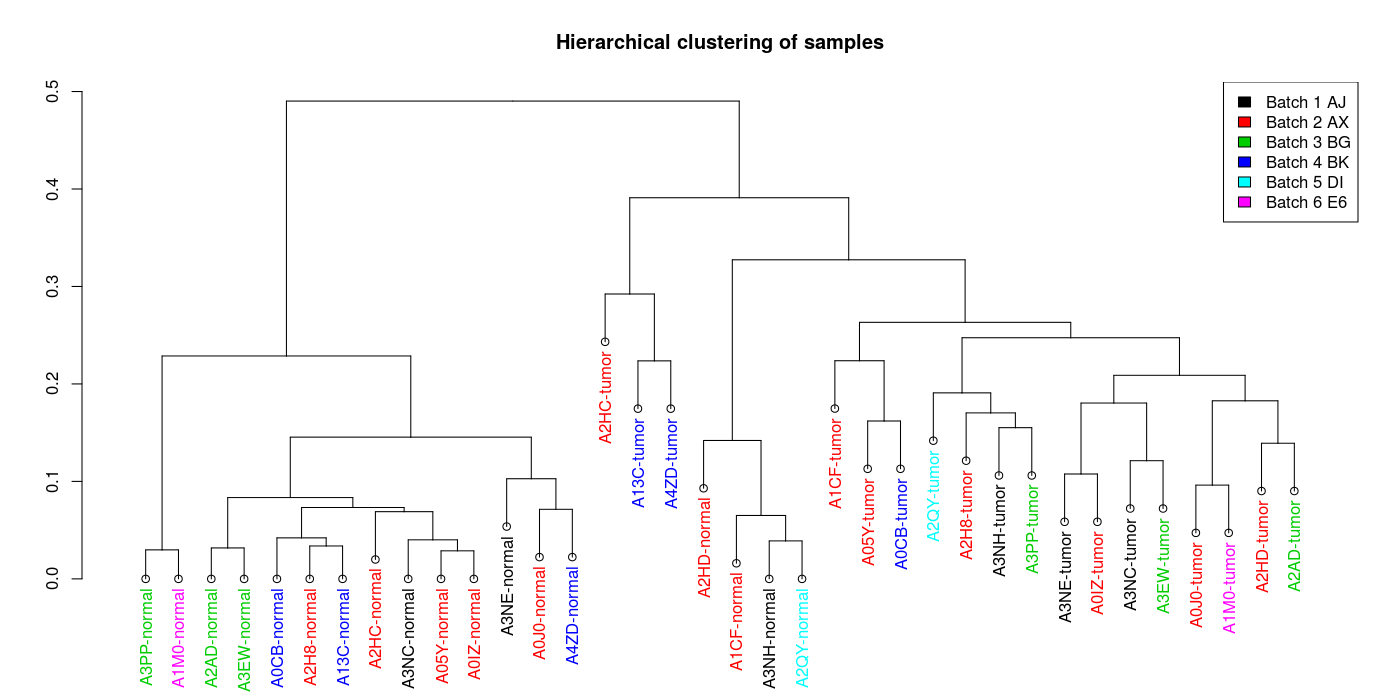 Hierarchical clustering of samples
0.5
0.4
0.3
0.2
0.1
0.0
Batch 1 AJ
Batch 2 AX
Batch 3 BG
Batch 4 BK
Batch 5 DI
Batch 6 E6
A3PP-normal
A1M0-normal
A2AD-normal
A3EW-normal
A0CB-normal
A2H8-normal
A13C-normal
A2HC-normal
A3NC-normal
A05Y-normal
A0IZ-normal
A3NE-normal
A0J0-normal
A4ZD-normal
A2HC-tumor
A13C-tumor
A4ZD-tumor
A2HD-normal
A1CF-normal
A3NH-normal
A2QY-normal
A1CF-tumor
A05Y-tumor
A0CB-tumor
A2QY-tumor
A2H8-tumor
A3NH-tumor
A3PP-tumor
A3NE-tumor
A0IZ-tumor
A3NC-tumor
A3EW-tumor
A0J0-tumor
A1M0-tumor
A2HD-tumor
A2AD-tumor